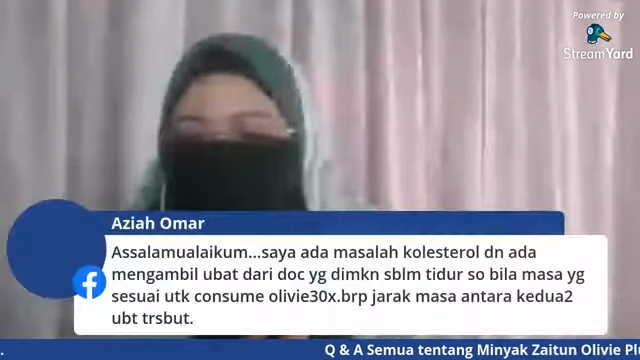 Powered by
StreamYard
Aziah Omar
Assalamualaikum...saya ada masalah kolesterol dn ada
mengambil ubat dari doc yg dimkn sblm tidur so bila masa yg
sesuai utk consume olivie30x.brp jarak masa antara kedua2
ubt trsbut.
Q & A Semua tentang Minyak Zaitun Olivie